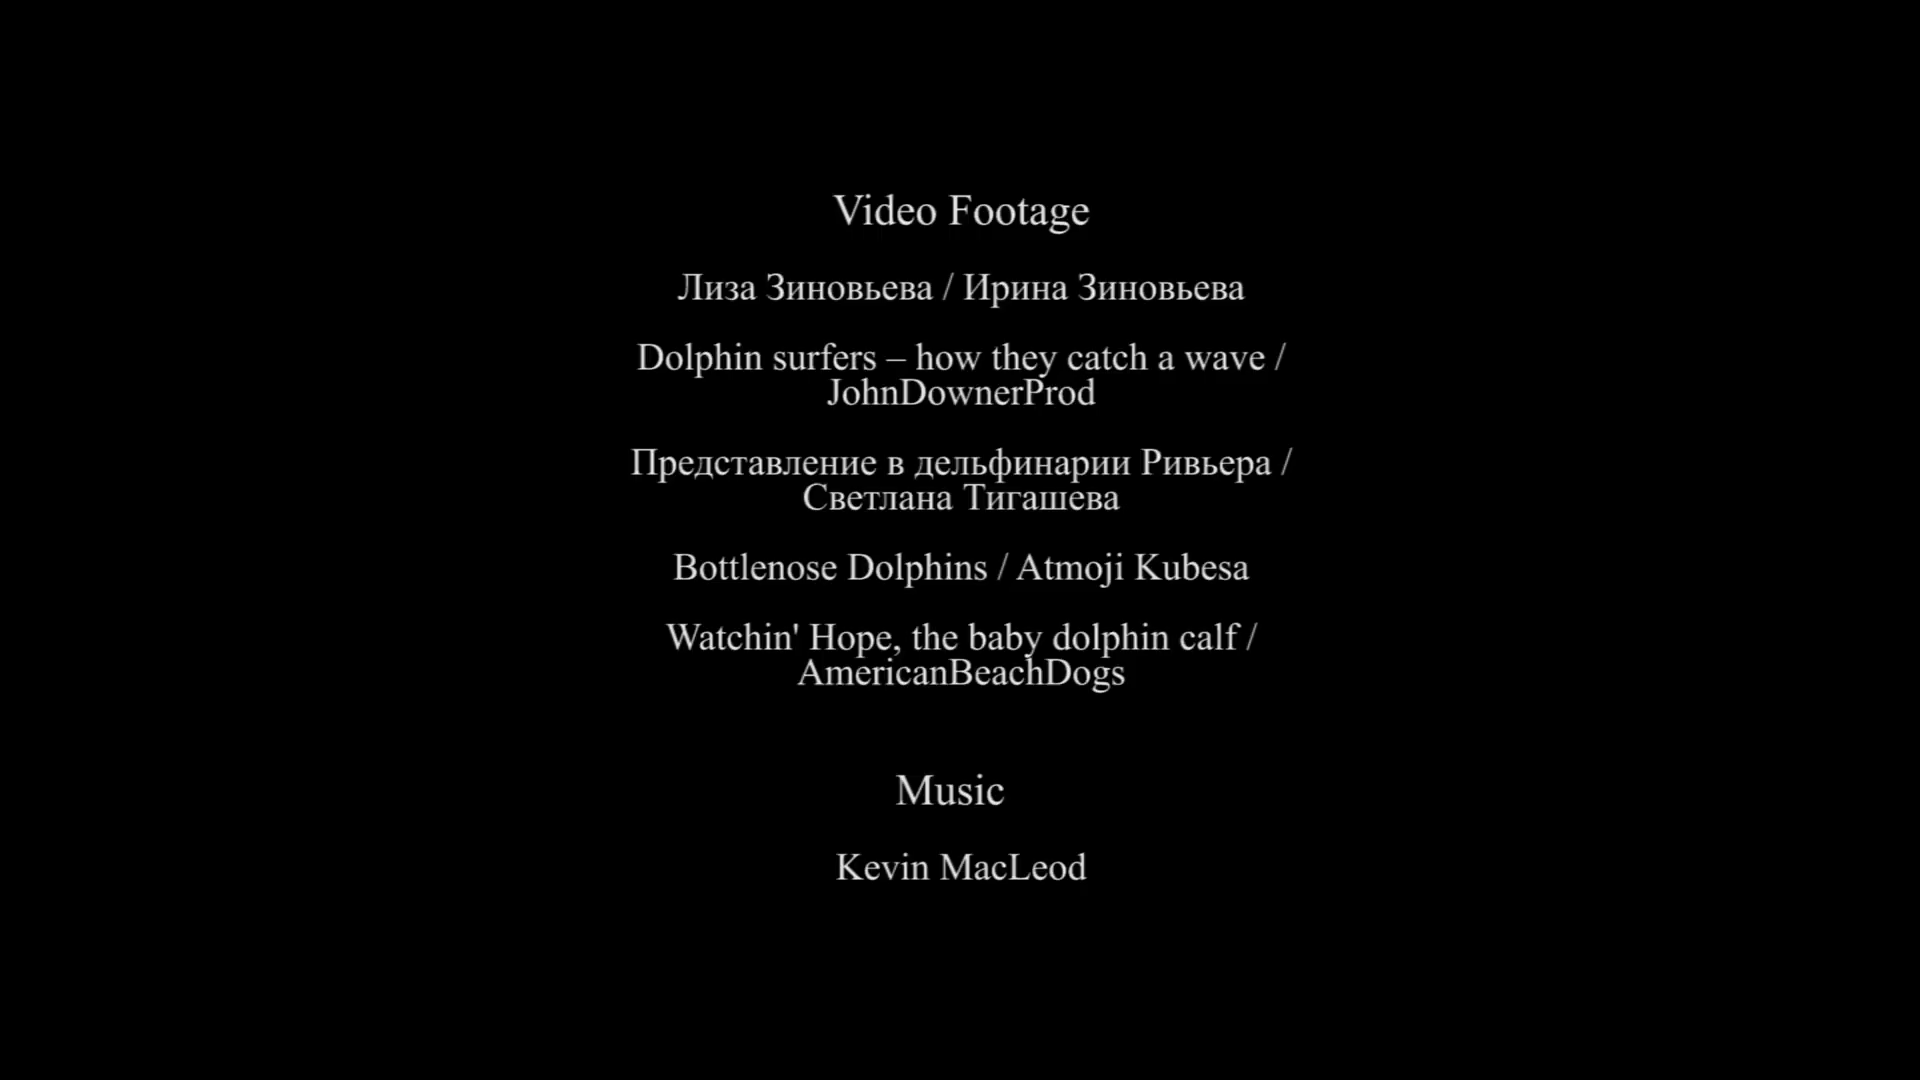 Video Footage
Лиза Зиновьева / Ирина Зиновьева
Dolphin surfers – how they catch a wave /
JohnDownerProd
Представление в дельфинарии Ривьера /
Светлана Тигашева
Bottlenose Dolphins / Atmoji Kubesa
Watchin' Hope, the baby dolphin calf /
AmericanBeachDogs
Music
Kevin MacLeod